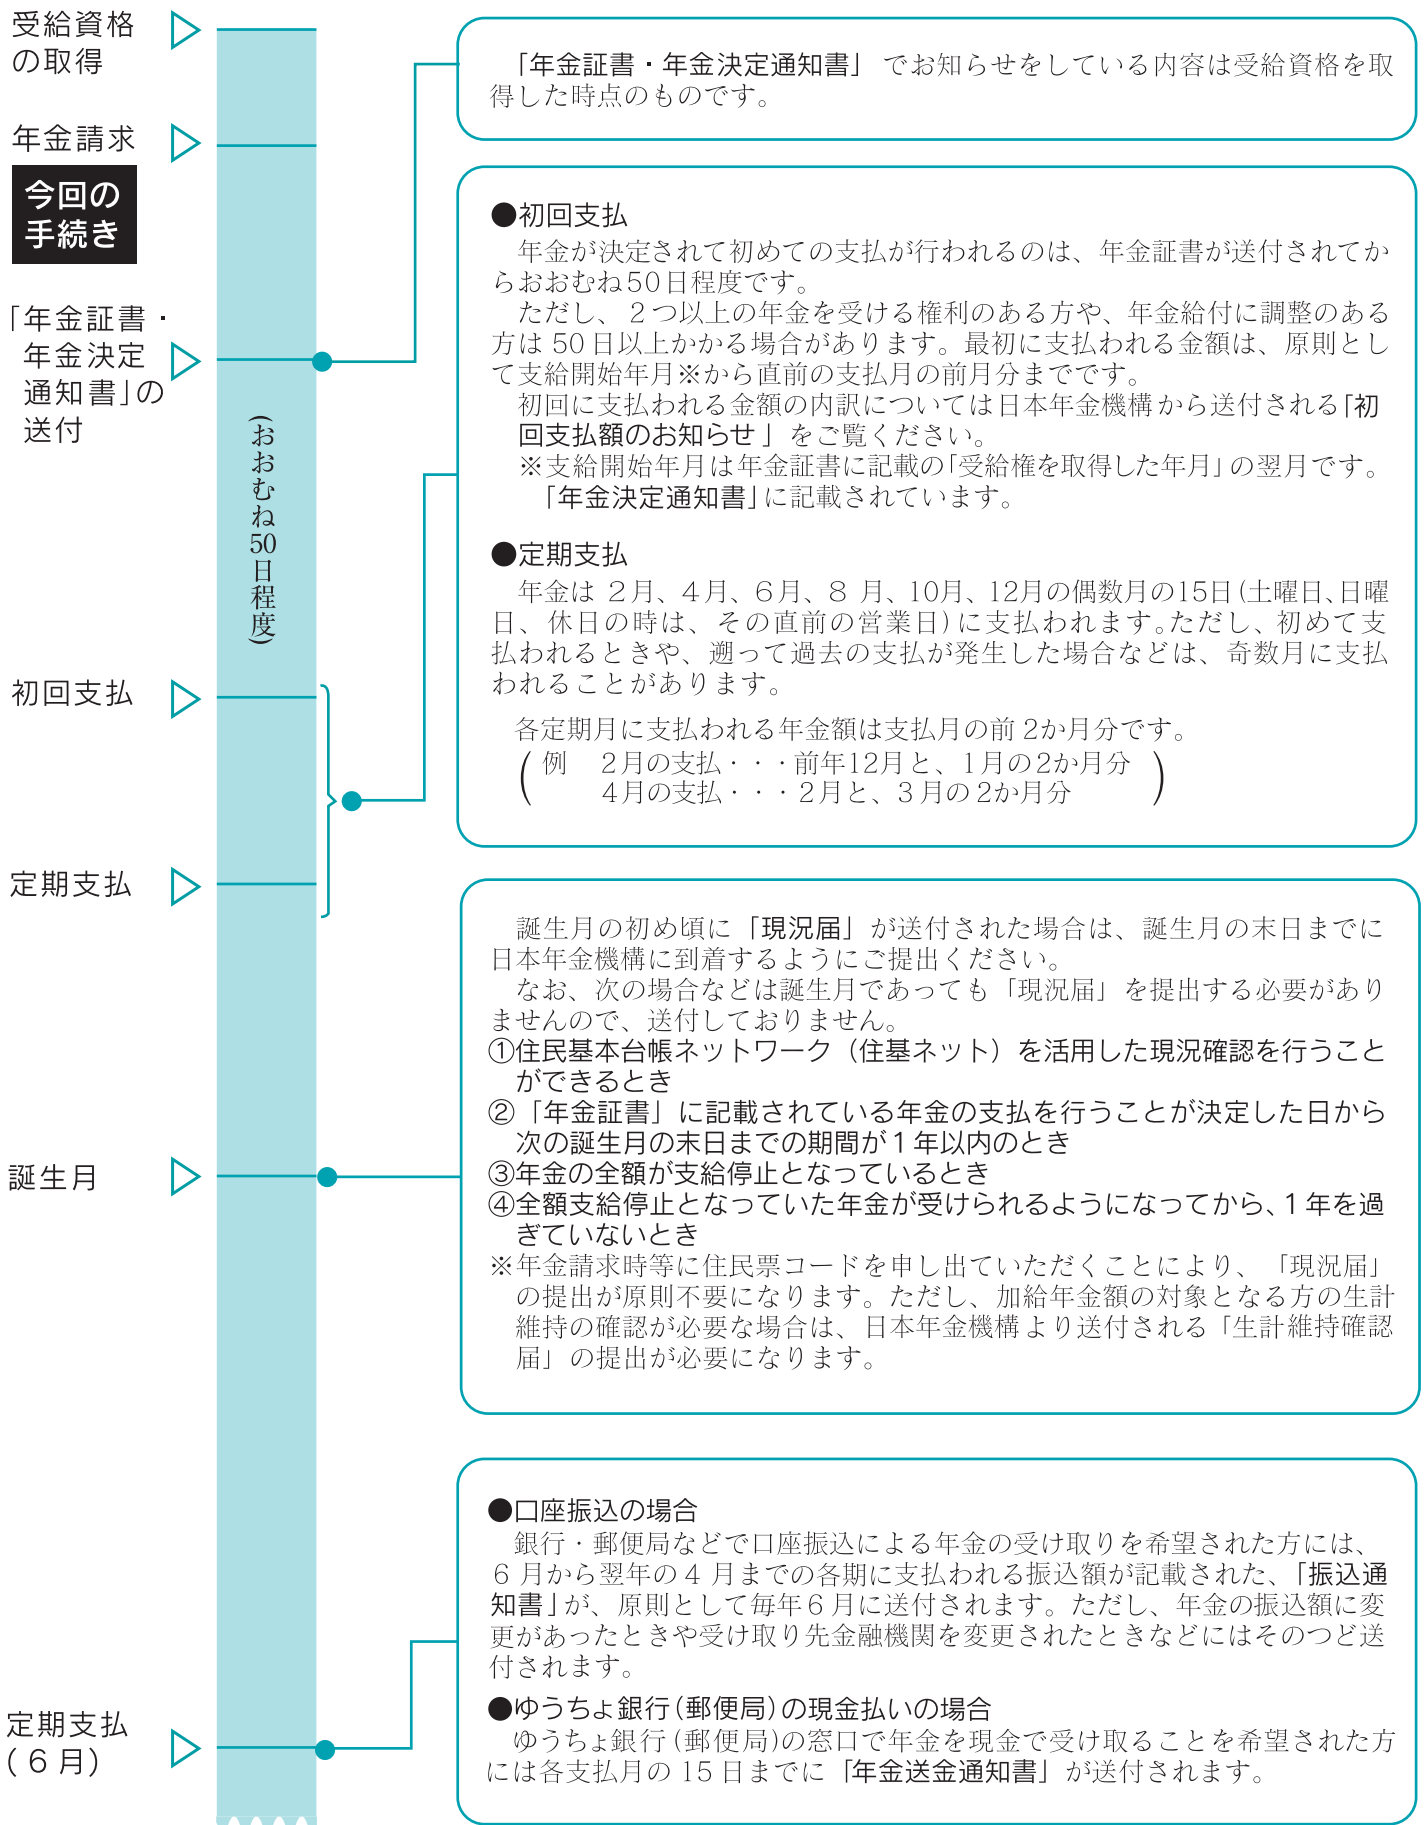 受給資格
の取得
年金請求
今回の
手続き
「年金証書・
年金決定
通知書」の
送付
(おおむね50日程度)
初回支払
定期支払
誕生月
定期支払
(６月)
「年金証書・年金決定通知書」でお知らせをしている内容は受給資格を取
得した時点のものです。
●初回支払
年金が決定されて初めての支払が行われるのは、年金証書が送付されてか
らおおむね50日程度です。
ただし、２つ以上の年金を受ける権利のある方や、年金給付に調整のある
方は50日以上かかる場合があります。最初に支払われる金額は、原則とし
て支給開始年月※から直前の支払月の前月分までです。
初回に支払われる金額の内訳については日本年金機構から送付される「初
回支払額のお知らせ」をご覧ください。
※支給開始年月は年金証書に記載の「受給権を取得した年月」の翌月です。
「年金決定通知書」に記載されています。
●定期支払
年金は２月、４月、６月、８月、10月、12月の偶数月の15日(土曜日、日曜
日、休日の時は、その直前の営業日)に支払われます。ただし、初めて支
払われるときや、遡って過去の支払が発生した場合などは、奇数月に支払
われることがあります。
各定期月に支払われる年金額は支払月の前2か月分です。
(例　２月の支払・・・前年12月と、１月の2か月分
４月の支払・・・２月と、３月の2か月分)
誕生月の初め頃に「現況届」が送付された場合は、誕生月の末日までに
日本年金機構に到着するようにご提出ください。
なお、次の場合などは誕生月であっても「現況届」を提出する必要があり
ませんので、送付しておりません。
①住民基本台帳ネットワーク（住基ネット）を活用した現況確認を行うこと
ができるとき
②「年金証書」に記載されている年金の支払を行うことが決定した日から
次の誕生月の末日までの期間が１年以内のとき
③年金の全額が支給停止となっているとき
④全額支給停止となっていた年金が受けられるようになってから、１年を過
ぎていないとき
※年金請求時等に住民票コードを申し出ていただくことにより、「現況届」
の提出が原則不要になります。ただし、加給年金額の対象となる方の生計
維持の確認が必要な場合は、日本年金機構より送付される「生計維持確認
届」の提出が必要になります。
●口座振込の場合
銀行・郵便局などで口座振込による年金の受け取りを希望された方には、
６月から翌年の４月までの各期に支払われる振込額が記載された、「振込通
知書」が、原則として毎年６月に送付されます。ただし、年金の振込額に変
更があったときや受け取り先金融機関を変更されたときなどにはそのつど送
付されます。
●ゆうちょ銀行(郵便局)の現金払いの場合
ゆうちょ銀行(郵便局)の窓口で年金を現金で受け取ることを希望された方
には各支払月の15日までに「年金送金通知書」が送付されます。